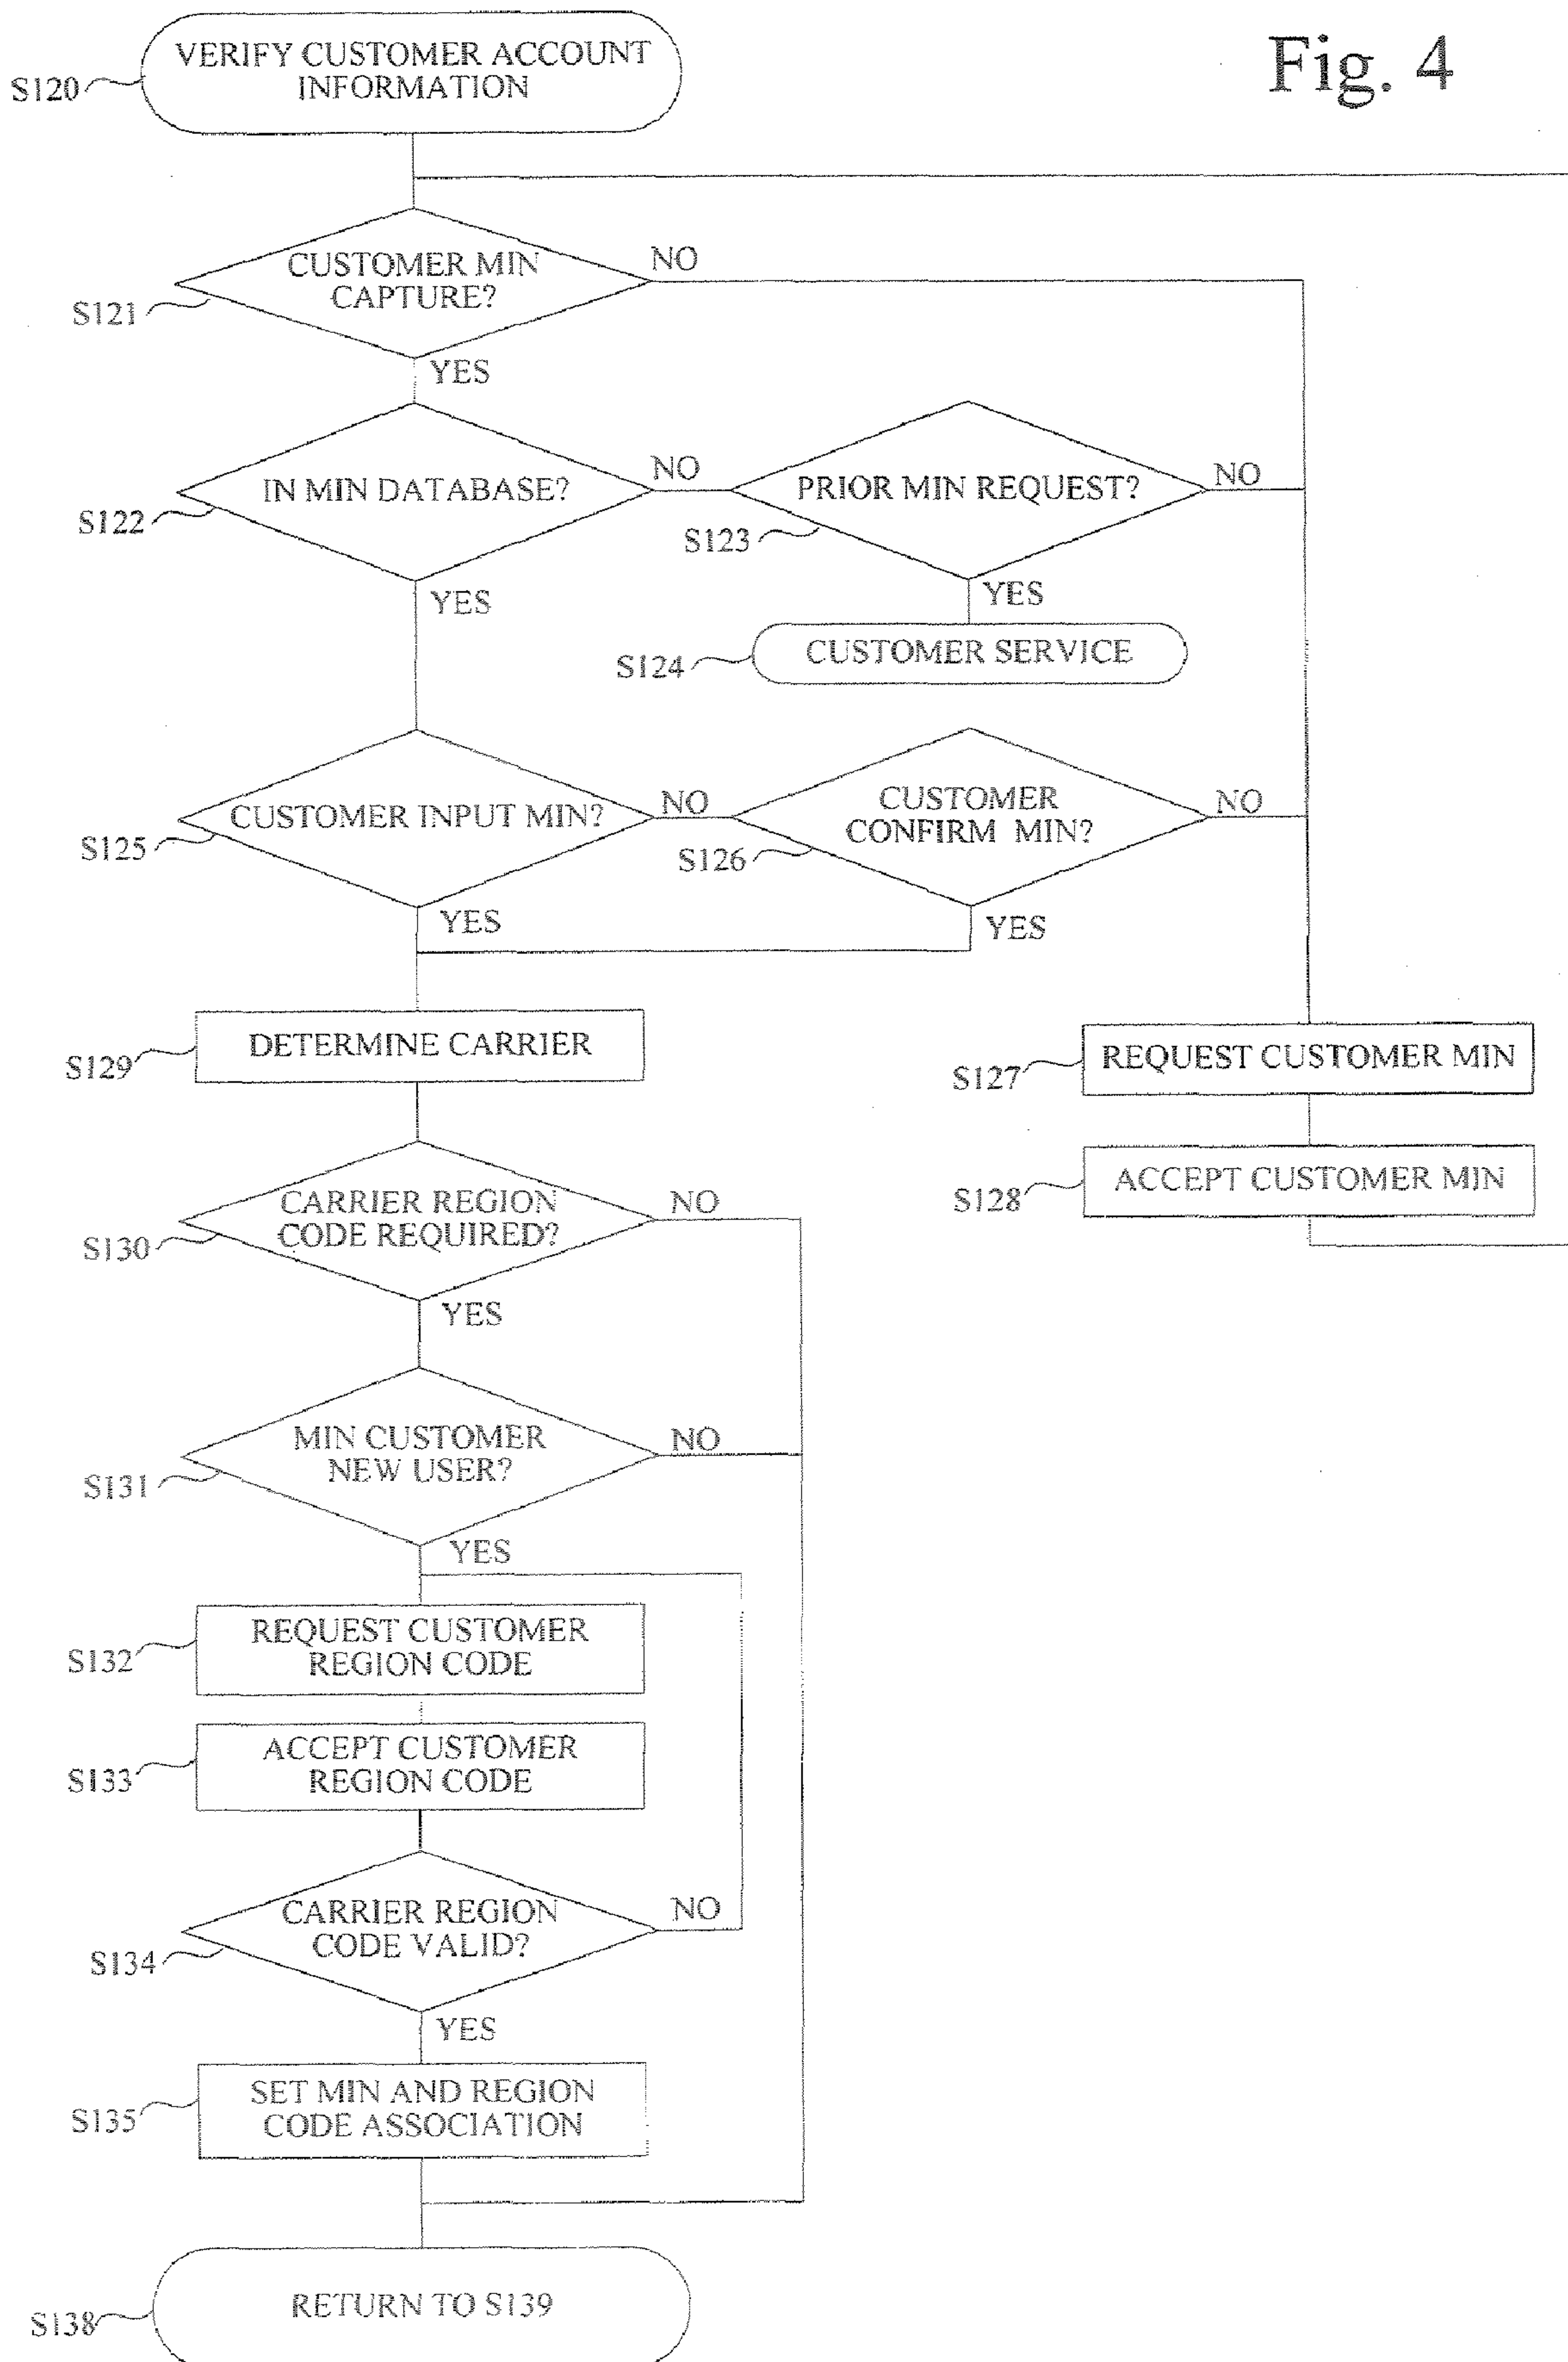 Fig. 4
VERIFY CUSTOMER ACCOUNT
INFORMATION
S120
CUSTOMER MIN
CAPTURE?
NO
S121
YES
IN MIN DATABASE?
NO
S122
YES
PRIOR MIN REQUEST?
NO
S123
YES
CUSTOMER SERVICE
S124
CUSTOMER INPUT MIN?
NO
S125
YES
CUSTOMER
CONFIRM MIN?
NO
S126
YES
DETERMINE CARRIER
S129
REQUEST CUSTOMER MIN
S127
ACCEPT CUSTOMER MIN
S128
CARRIER REGION
CODE REQUIRED?
NO
S130
YES
MIN CUSTOMER
NEW USER?
NO
S131
YES
REQUEST CUSTOMER
REGION CODE
S132
ACCEPT CUSTOMER
REGION CODE
S133
CARRIER REGION
CODE VALID?
NO
S134
YES
SET MIN AND REGION
CODE ASSOCIATION
S135
RETURN TO S139
S138